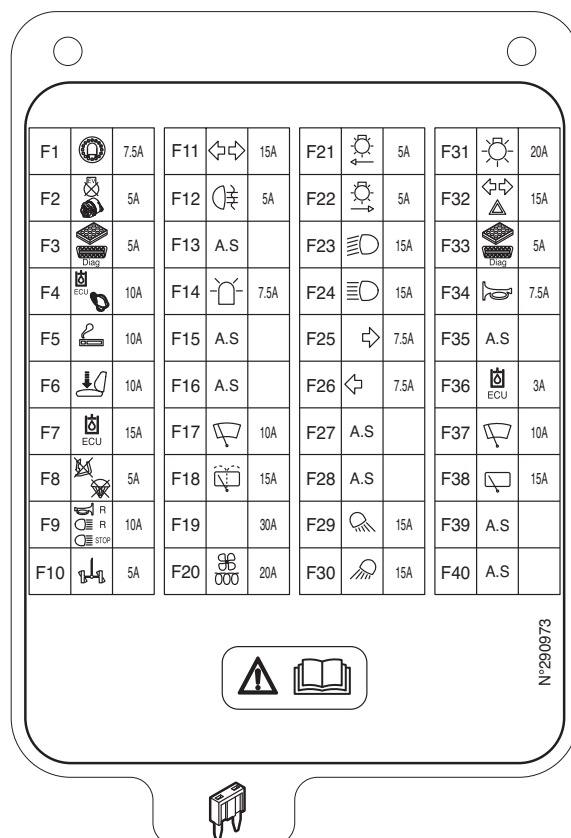 F1 7.5A F11 15A F21 5A F31 20A
F2 5A F12 5A F22 5A F32 15A
F3 Diag 5A F13 A.S F23 15A F33 Diag 5A
F4 ECU 10A F14 7.5A F24 15A F34 7.5A
F5 10A F15 A.S F25 7.5A F35 A.S
F6 10A F16 A.S F26 7.5A F36 ECU 3A
F7 ECU 15A F17 10A F27 A.S F37 10A
F8 5A F18 15A F28 A.S F38 15A
F9 R R STOP 10A F19 30A F29 15A F39 A.S
F10 5A F20 20A F30 15A F40 A.S
N°290973